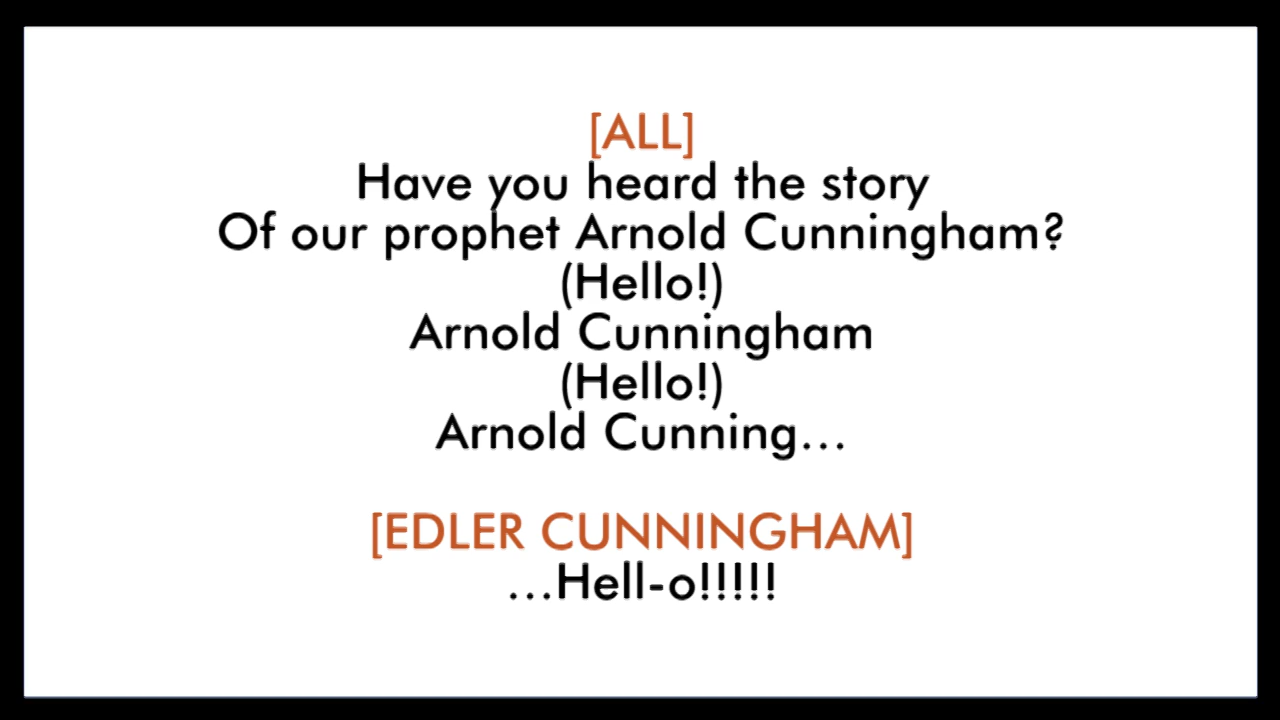 [ALL]
Have you heard the story
Of our prophet Arnold Cunningham?
(Hello!)
Arnold Cunningham
(Hello!)
Arnold Cunning...
[EDLER CUNNINGHAM]
...Hell-o!!!!!